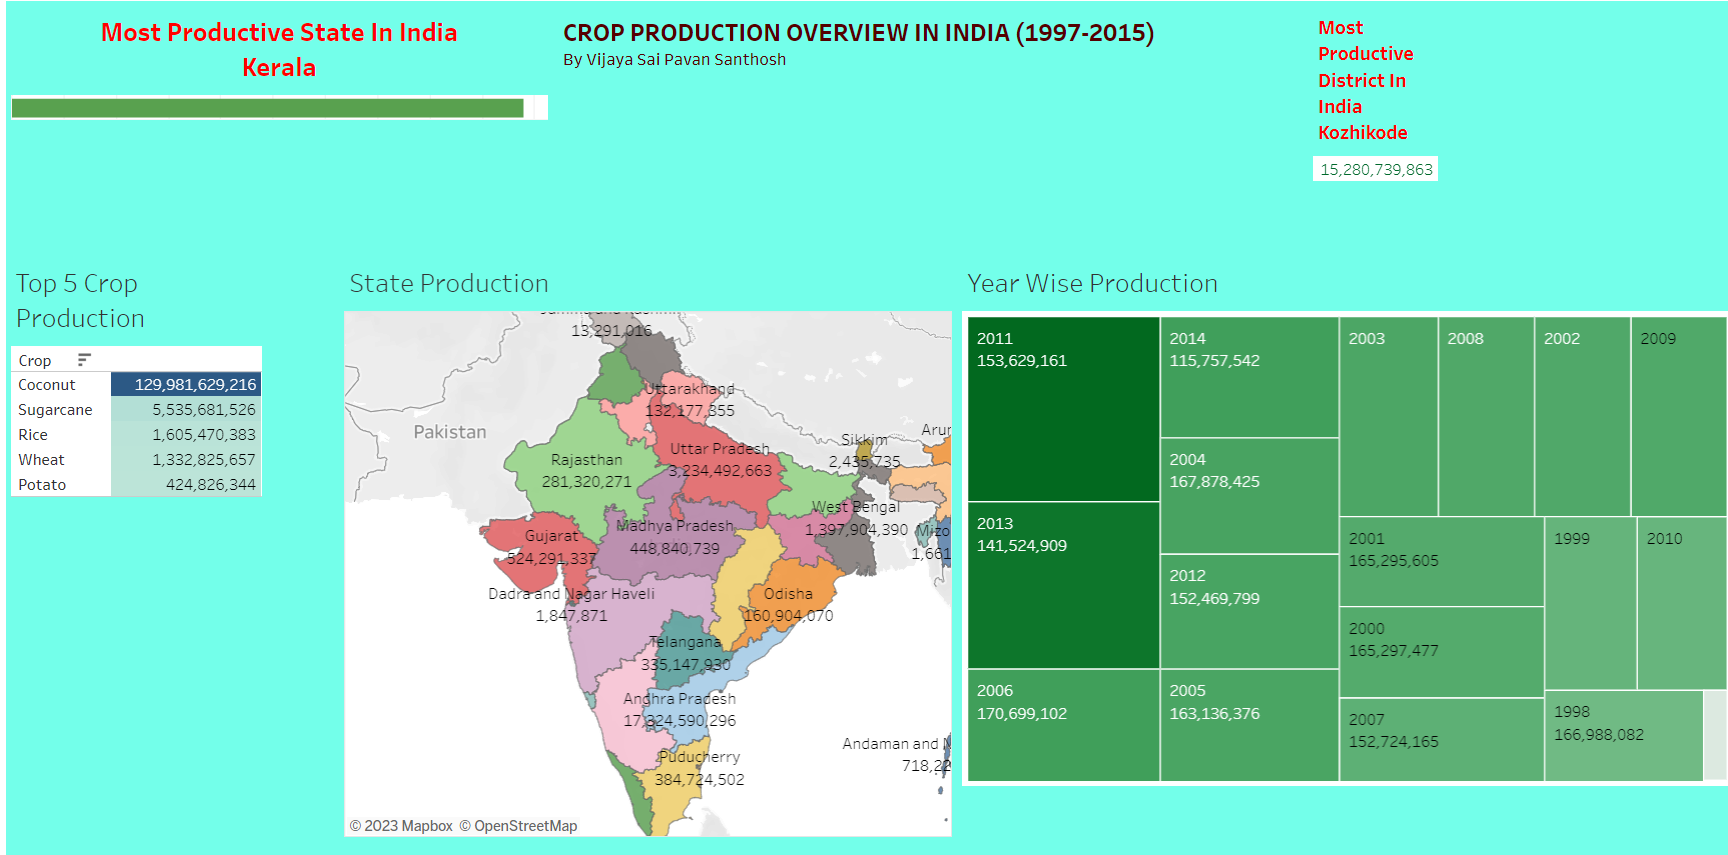 Most Productive State In India
Kerala
CROP PRODUCTION OVERVIEW IN INDIA (1997-2015)
By Vijaya Sai Pavan Santhosh
Most
Productive
District In
India
Kozhikode
15,280,739,863
Top 5 Crop
Production
Crop
Coconut 129,981,629,216
Sugarcane 5,535,681,526
Rice 1,605,470,383
Wheat 1,332,825,657
Potato 424,826,344
State Production
13,291,016
Uttarakhand
132,177,355
Pakistan
Uttar Pradesh
3,234,492,663
Rajasthan
281,320,271
Sikkim
2,435,735
Arun
West Bengal
1,397,904,390
Mizo
1,661
Madhya Pradesh
448,840,739
Gujarat
524,291,337
Dadra and Nagar Haveli
1,847,871
Odisha
160,904,070
Telangana
335,147,930
Andhra Pradesh
17,324,590,296
Puducherry
384,724,502
Andaman and N
718,22
© 2023 Mapbox © OpenStreetMap
Year Wise Production
2011
153,629,161
2013
141,524,909
2006
170,699,102
2014
115,757,542
2004
167,878,425
2012
152,469,799
2005
163,136,376
2003
2008
2002
2009
2001
165,295,605
2000
165,297,477
2007
152,724,165
1999
2010
1998
166,988,082